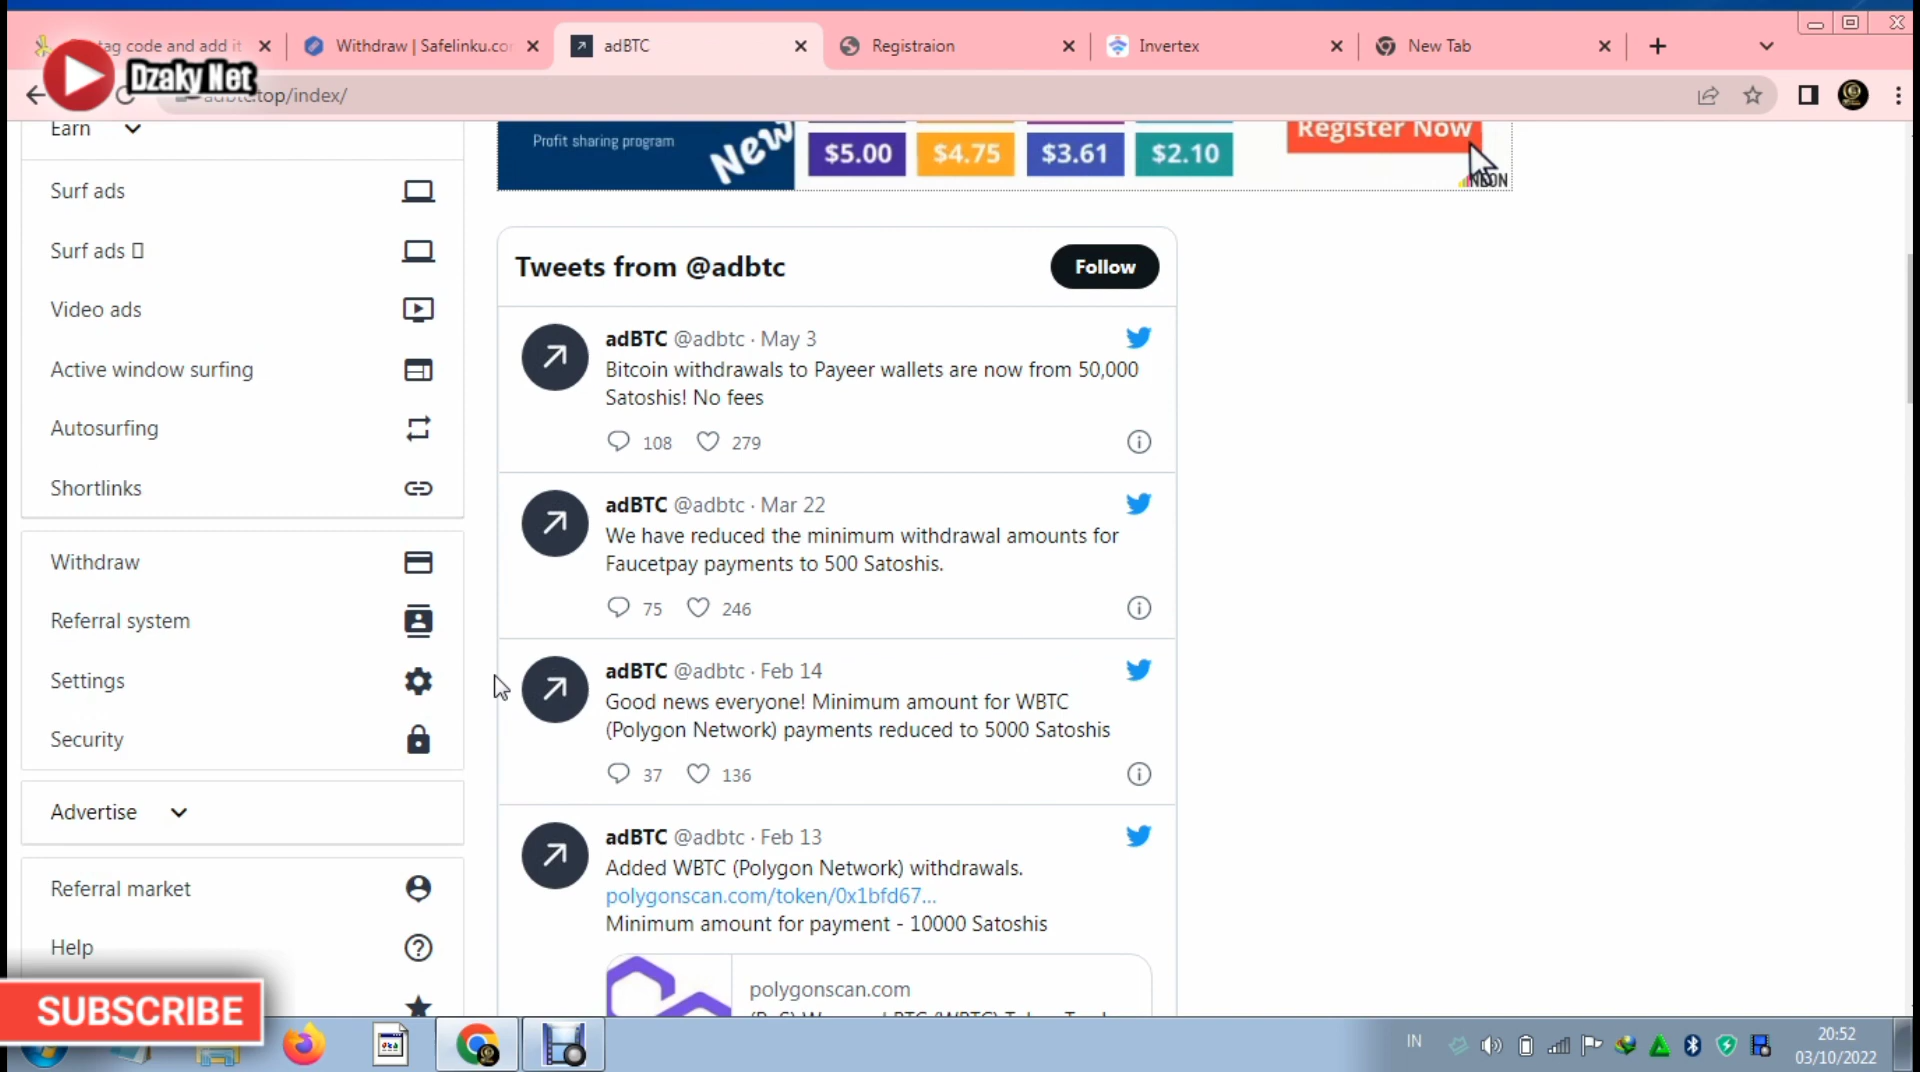 tag code and add it
Withdraw | Safelinku.co
adBTC
Registraion
Invertex
New Tab
Dzaky Net
adbtc.top/index/
Earn
Surf ads
Surf ads
Video ads
Active window surfing
Autosurfing
Shortlinks
Withdraw
Referral system
Settings
Security
Advertise
Referral market
Help
SUBSCRIBE
Profit sharing program
New
$5.00
$4.75
$3.61
$2.10
Register Now
Tweets from @adbtc
Follow
adBTC @adbtc · May 3
Bitcoin withdrawals to Payeer wallets are now from 50,000
Satoshis! No fees
108 279
adBTC @adbtc · Mar 22
We have reduced the minimum withdrawal amounts for
Faucetpay payments to 500 Satoshis.
75 246
adBTC @adbtc · Feb 14
Good news everyone! Minimum amount for WBTC
(Polygon Network) payments reduced to 5000 Satoshis
37 136
adBTC @adbtc · Feb 13
Added WBTC (Polygon Network) withdrawals.
polygonscan.com/token/0x1bfd67...
Minimum amount for payment - 10000 Satoshis
polygonscan.com
IN
20:52
03/10/2022